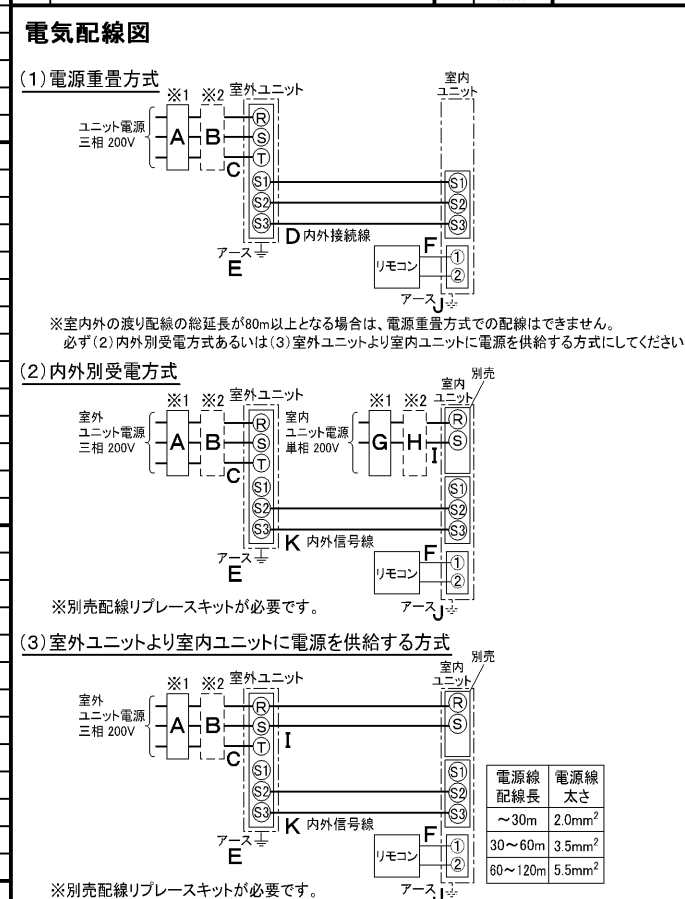 電気配線図
(1)電源重畳方式
※1 ※2 室外ユニット
室内
ユニット
ユニット電源
三相 200V
A B
C
R
S
T
S1 S1
S2 S2
S3 S3
D 内外接続線
アース
E
リモコン
F
①
②
アース
J
※室内外の渡り配線の総延長が80m以上となる場合は、電源重畳方式での配線はできません。
必ず(2)内外別受電方式あるいは(3)室外ユニットより室内ユニットに電源を供給する方式にしてください
(2)内外別受電方式
※1 ※2 室外ユニット
※1 ※2
室内
ユニット
別売
室外
ユニット電源
三相 200V
A B
C
R
S
T
室内
ユニット電源
単相 200V
G H
I
R
S
S1 S1
S2 S2
S3 S3
K 内外信号線
アース
E
リモコン
F
①
②
アース
J
※別売配線リプレースキットが必要です。
(3)室外ユニットより室内ユニットに電源を供給する方式
※1 ※2 室外ユニット
室内
ユニット
別売
室外
ユニット電源
三相 200V
A B
C
R R
S S
T
I
S1 S1
S2 S2
S3 S3
K 内外信号線
アース
E
リモコン
F
①
②
アース
J
※別売配線リプレースキットが必要です。
電源線配線長 電源線太さ
～30m 2.0mm²
30～60m 3.5mm²
60～120m 5.5mm²